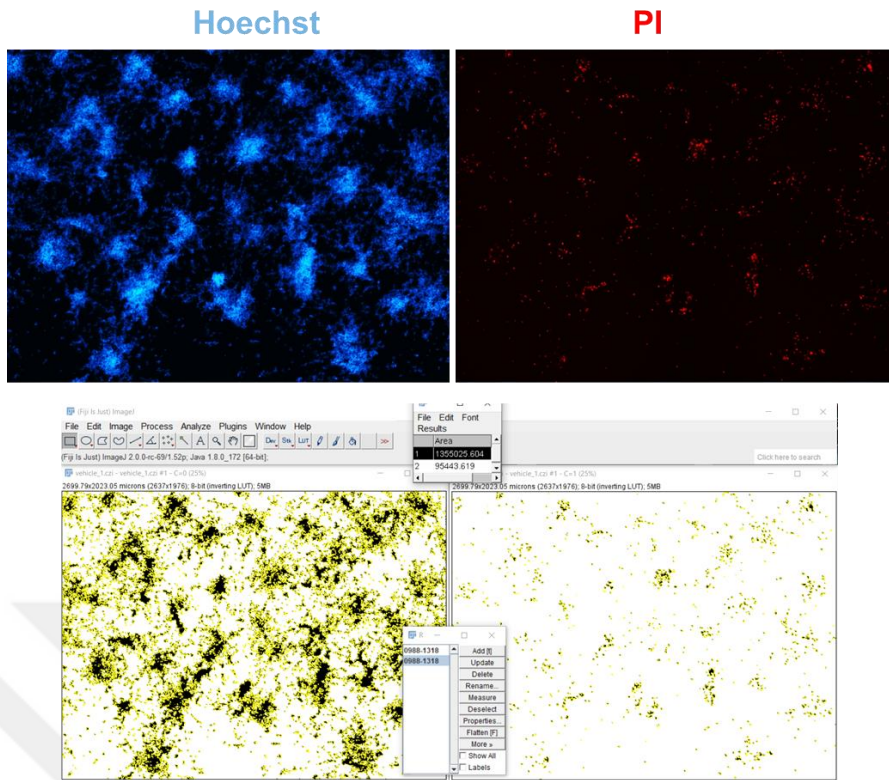 Hoechst
PI
(Fiji Is Just) ImageJ
File Edit Image Process Analyze Plugins Window Help
Dev Stk LUT
(Fiji Is Just) ImageJ 2.0.0-rc-69/1.52p; Java 1.8.0_172 [64-bit];
Click here to search
File Edit Font
Results
Area
1 1355025.604
2 95443.619
vehicle_1.czi - vehicle_1.czi #1 - C=0 (25%)
2699.79x2023.05 microns (2637x1976); 8-bit (inverting LUT); 5MB
- vehicle_1.czi #1 - C=1 (25%)
2699.79x2023.05 microns (2637x1976); 8-bit (inverting LUT); 5MB
0988-1318
0988-1318
Add [t]
Update
Delete
Rename...
Measure
Deselect
Properties...
Flatten [F]
More »
Show All
Labels